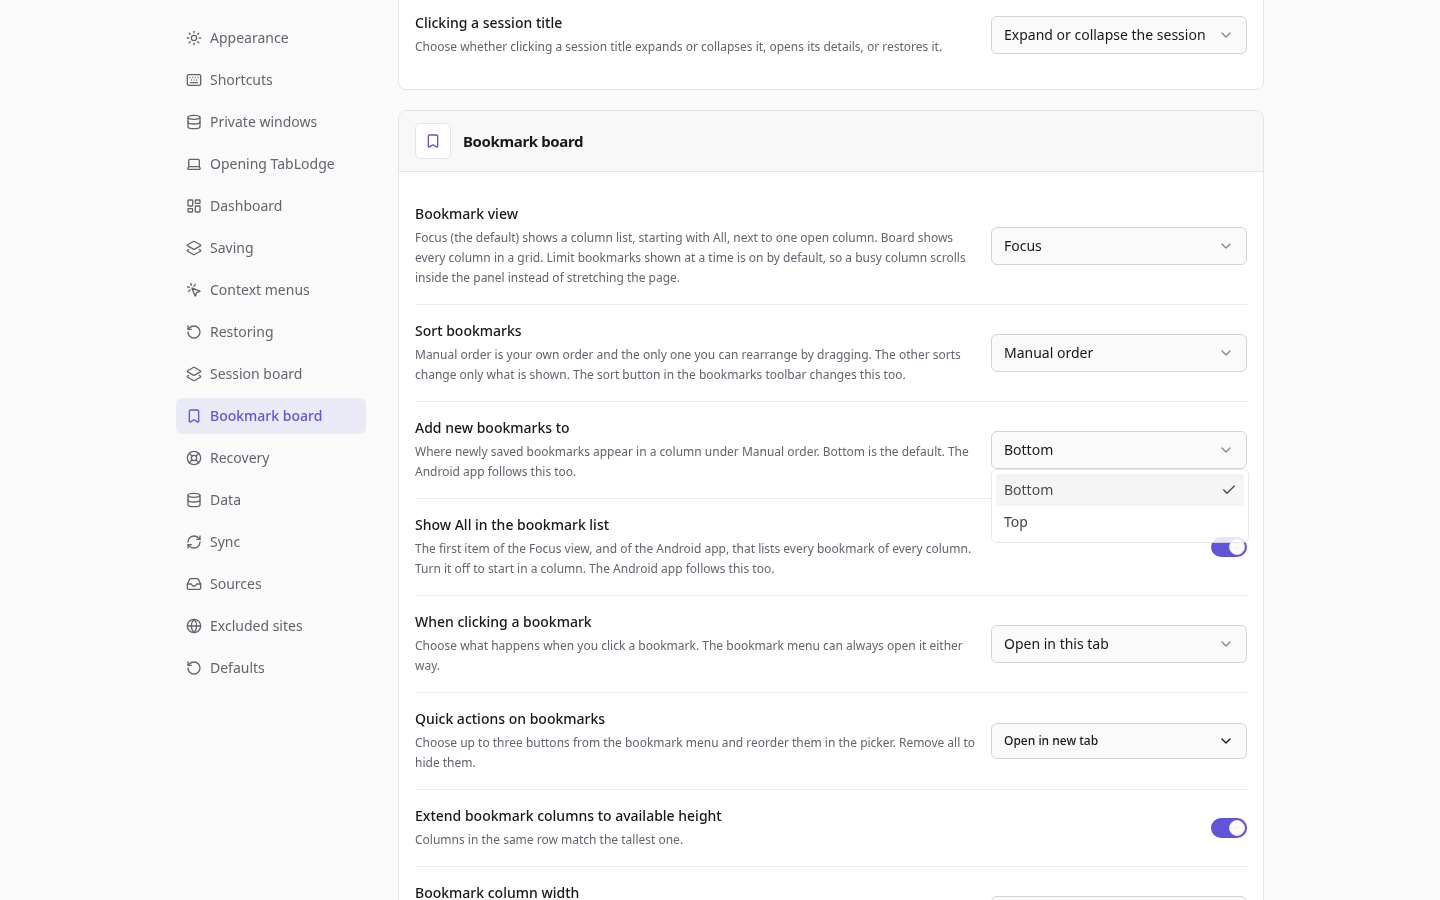 Appearance
Shortcuts
Private windows
Opening TabLodge
Dashboard
Saving
Context menus
Restoring
Session board
Bookmark board
Recovery
Data
Sync
Sources
Excluded sites
Defaults
Clicking a session title
Choose whether clicking a session title expands or collapses it, opens its details, or restores it.
Expand or collapse the session
Bookmark board
Bookmark view
Focus (the default) shows a column list, starting with All, next to one open column. Board shows
every column in a grid. Limit bookmarks shown at a time is on by default, so a busy column scrolls
inside the panel instead of stretching the page.
Focus
Sort bookmarks
Manual order is your own order and the only one you can rearrange by dragging. The other sorts
change only what is shown. The sort button in the bookmarks toolbar changes this too.
Manual order
Add new bookmarks to
Where newly saved bookmarks appear in a column under Manual order. Bottom is the default. The
Android app follows this too.
Bottom
Bottom
Top
Show All in the bookmark list
The first item of the Focus view, and of the Android app, that lists every bookmark of every column.
Turn it off to start in a column. The Android app follows this too.
When clicking a bookmark
Choose what happens when you click a bookmark. The bookmark menu can always open it either
way.
Open in this tab
Quick actions on bookmarks
Choose up to three buttons from the bookmark menu and reorder them in the picker. Remove all to
hide them.
Open in new tab
Extend bookmark columns to available height
Columns in the same row match the tallest one.
Bookmark column width